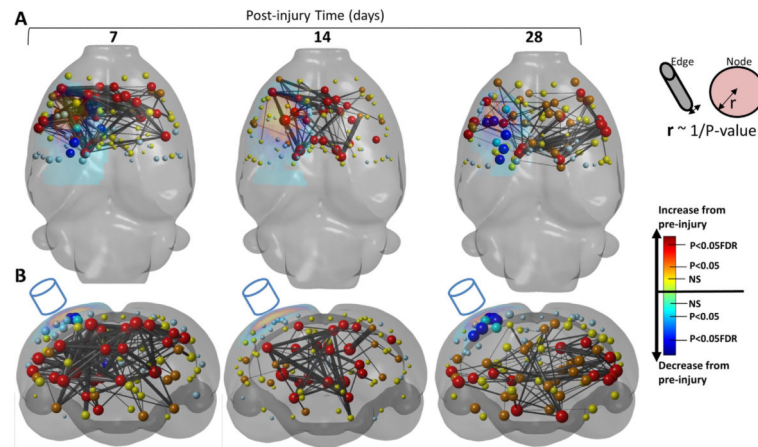 Post-injury Time (days)
A
7
14
28
Edge
Node
r
r ~ 1/P-value
Increase from
pre-injury
P<0.05FDR
P<0.05
NS
NS
P<0.05
P<0.05FDR
Decrease from
pre-injury
B